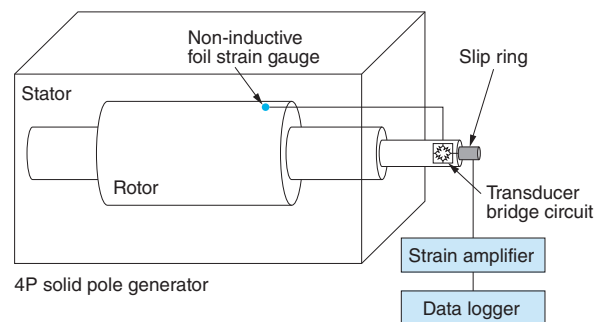 Non-inductive
foil strain gauge
Slip ring
Stator
Rotor
Transducer
bridge circuit
Strain amplifier
4P solid pole generator
Data logger